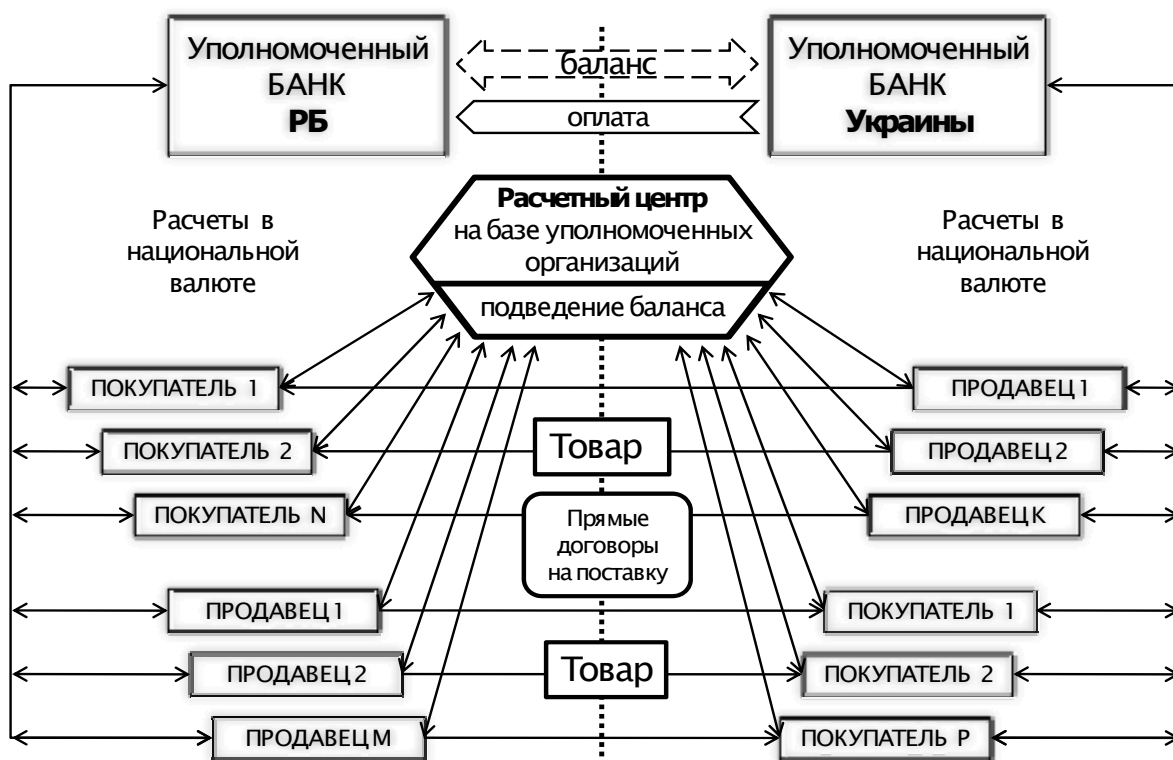 Уполномоченный
БАНК
РБ
баланс
оплата
Уполномоченный
БАНК
Украины
Расчетный центр
на базе уполномоченных
организаций
подведение баланса
Расчеты в
национальной
валюте
Расчеты в
национальной
валюте
ПОКУПАТЕЛЬ 1
ПРОДАВЕЦ 1
ПОКУПАТЕЛЬ 2
Товар
ПРОДАВЕЦ 2
ПОКУПАТЕЛЬ N
Прямые
договоры
на поставку
ПРОДАВЕЦ K
ПРОДАВЕЦ 1
ПОКУПАТЕЛЬ 1
ПРОДАВЕЦ 2
Товар
ПОКУПАТЕЛЬ 2
ПРОДАВЕЦ M
ПОКУПАТЕЛЬ P